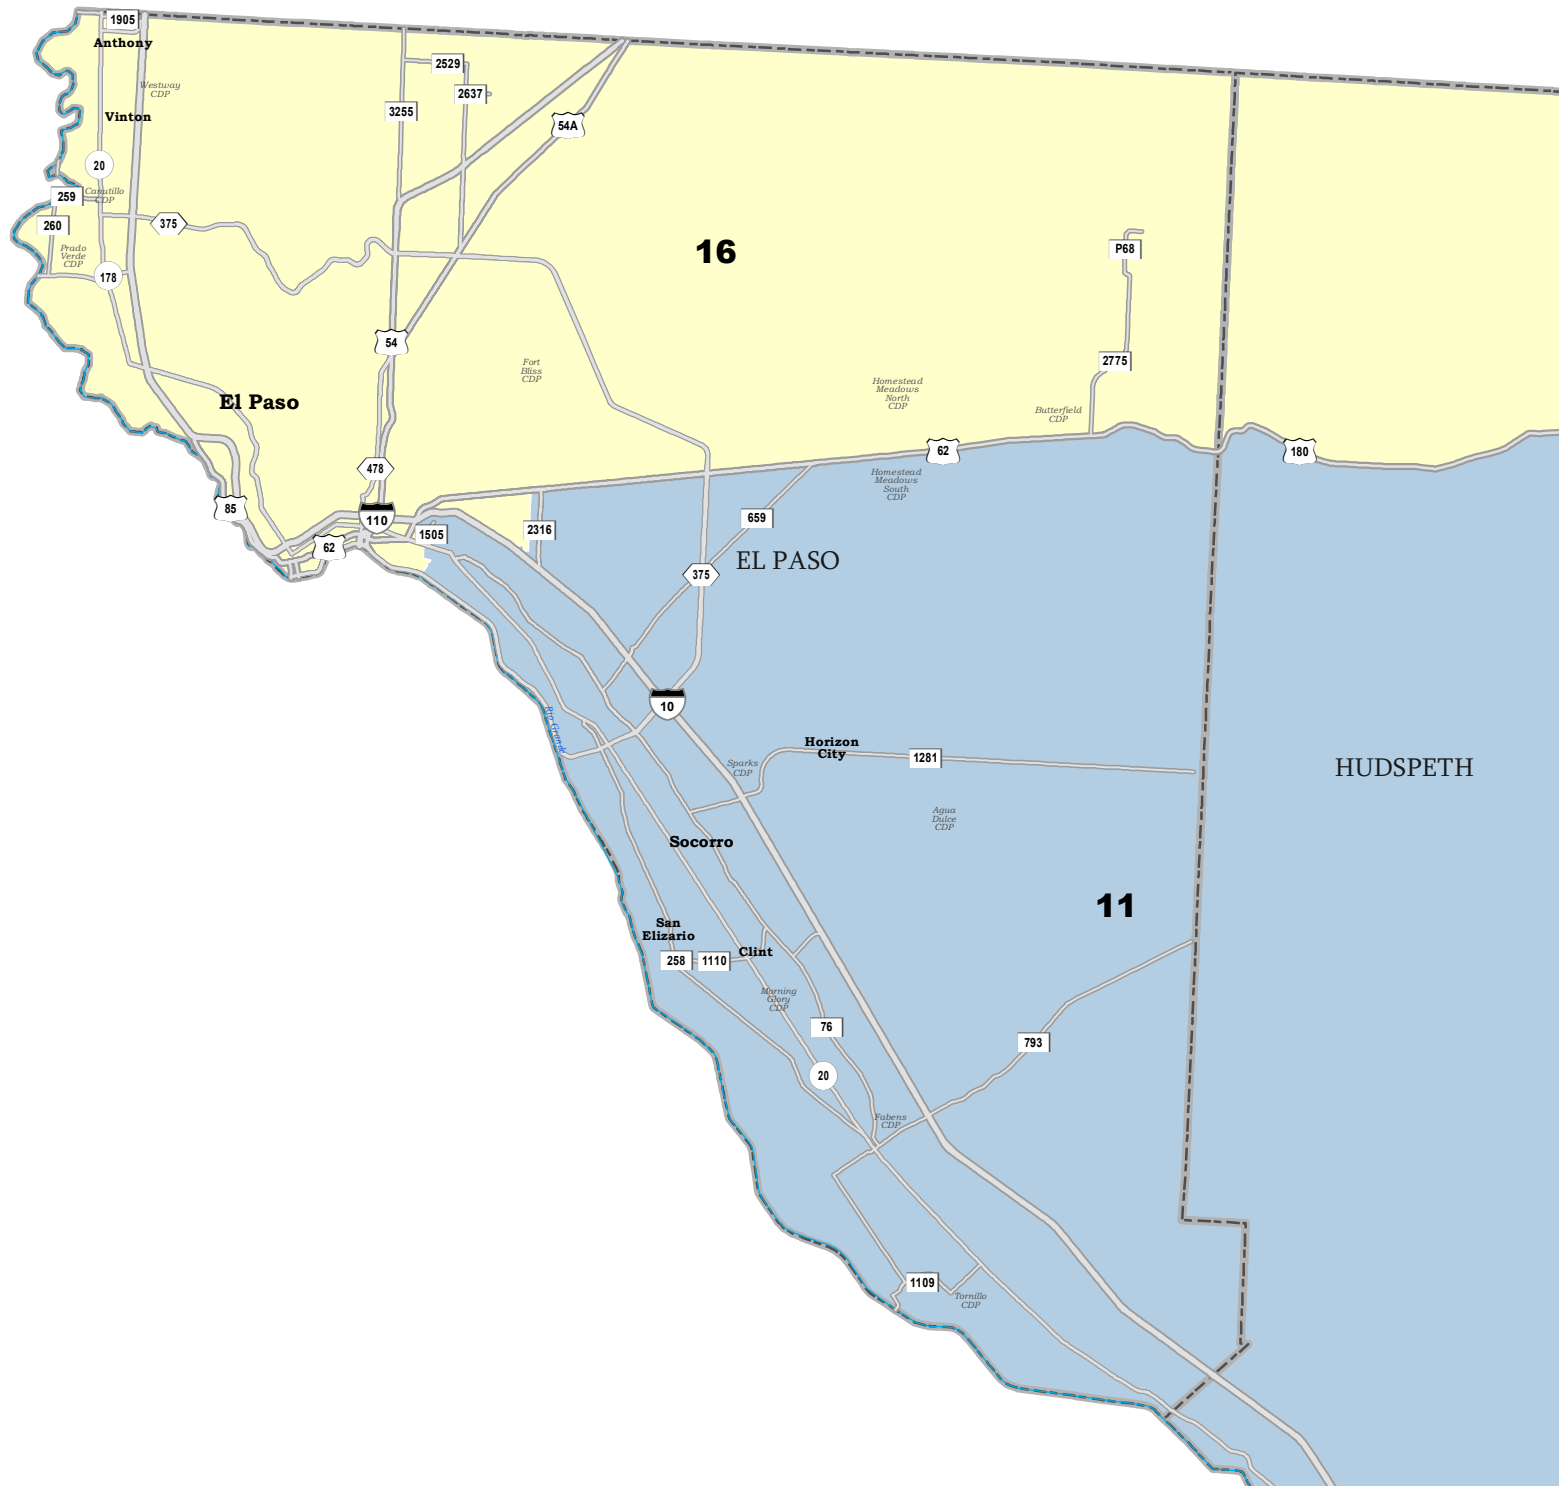 1905
Anthony
2529
Westway
CDP
2637
3255
Vinton
54A
20
259
Canutillo
CDP
260
375
Prado
Verde
CDP
16
P68
178
54
2775
Fort
Bliss
CDP
El Paso
Homestead
Meadows
North
CDP
Butterfield
CDP
62
180
478
Homestead
Meadows
South
CDP
85
110
659
1505
2316
62
EL PASO
375
10
Rio Grande
Horizon
City
1281
Sparks
CDP
HUDSPETH
Agua
Dulce
CDP
Socorro
11
San
Elizario
Clint
258
1110
Morning
Glory
CDP
76
793
20
Fabens
CDP
1109
Tornillo
CDP